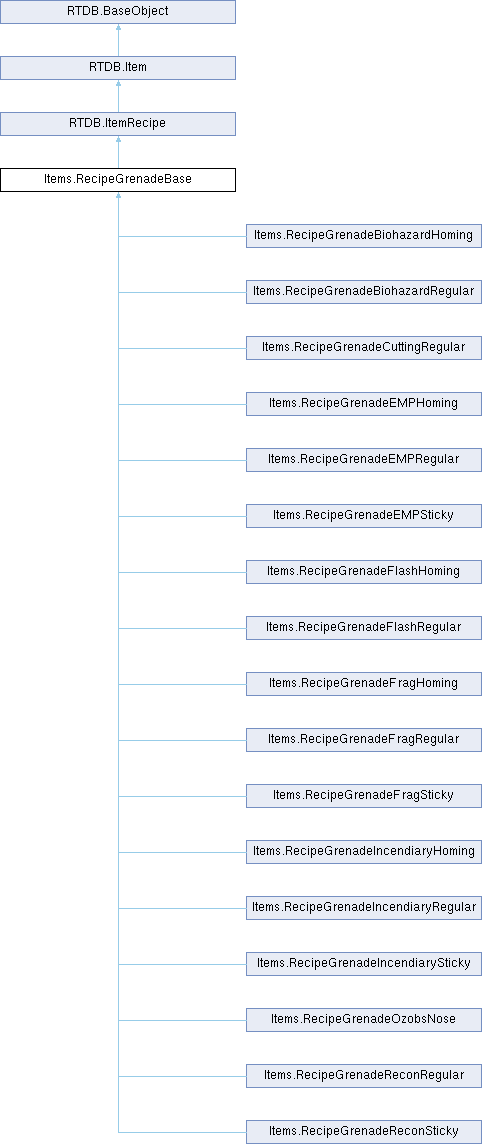 RTDB.BaseObject
RTDB.Item
RTDB.ItemRecipe
Items.RecipeGrenadeBase
Items.RecipeGrenadeBiohazardHoming
Items.RecipeGrenadeBiohazardRegular
Items.RecipeGrenadeCuttingRegular
Items.RecipeGrenadeEMPHoming
Items.RecipeGrenadeEMPRegular
Items.RecipeGrenadeEMPSticky
Items.RecipeGrenadeFlashHoming
Items.RecipeGrenadeFlashRegular
Items.RecipeGrenadeFragHoming
Items.RecipeGrenadeFragRegular
Items.RecipeGrenadeFragSticky
Items.RecipeGrenadeIncendiaryHoming
Items.RecipeGrenadeIncendiaryRegular
Items.RecipeGrenadeIncendiarySticky
Items.RecipeGrenadeOzobsNose
Items.RecipeGrenadeReconRegular
Items.RecipeGrenadeReconSticky